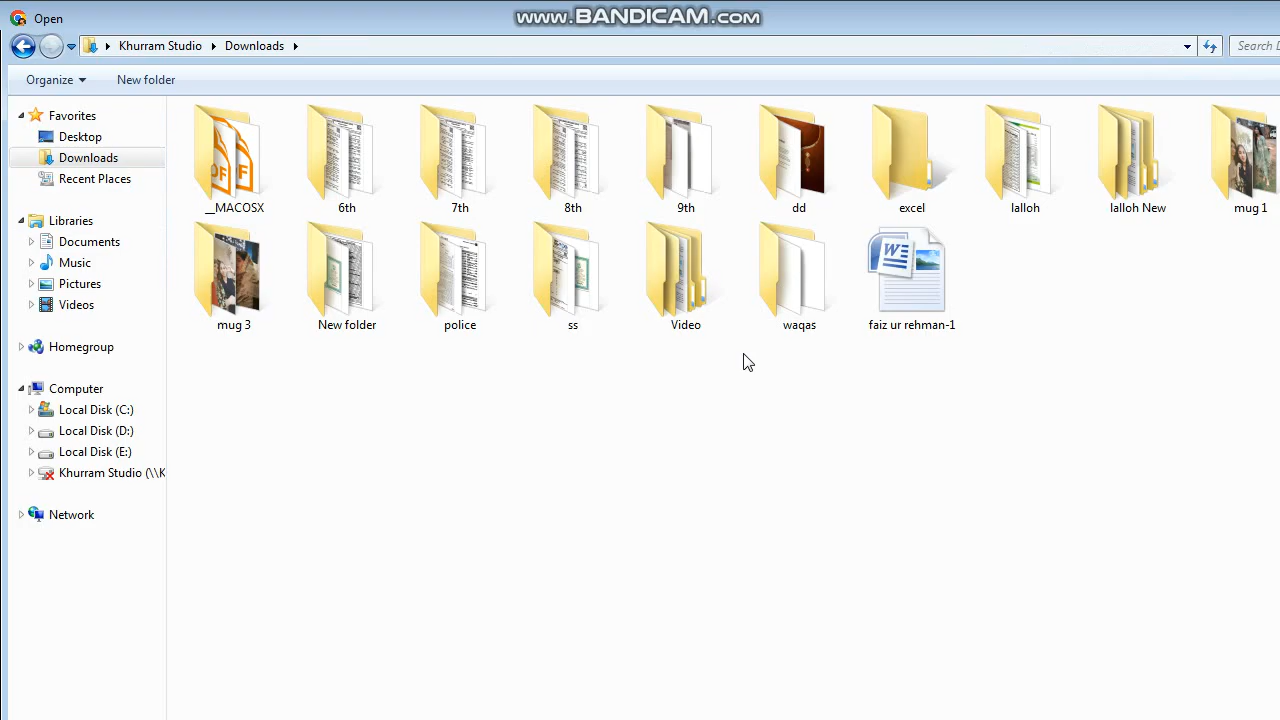 Open
www.BANDICAM.com
Khurram Studio
Downloads
Search D
Organize
New folder
Favorites
Desktop
Downloads
Recent Places
Libraries
Documents
Music
Pictures
Videos
Homegroup
Computer
Local Disk (C:)
Local Disk (D:)
Local Disk (E:)
Khurram Studio (\\K
Network
__MACOSX
6th
7th
8th
9th
dd
excel
lalloh
lalloh New
mug 1
mug 3
New folder
police
ss
Video
waqas
faiz ur rehman-1